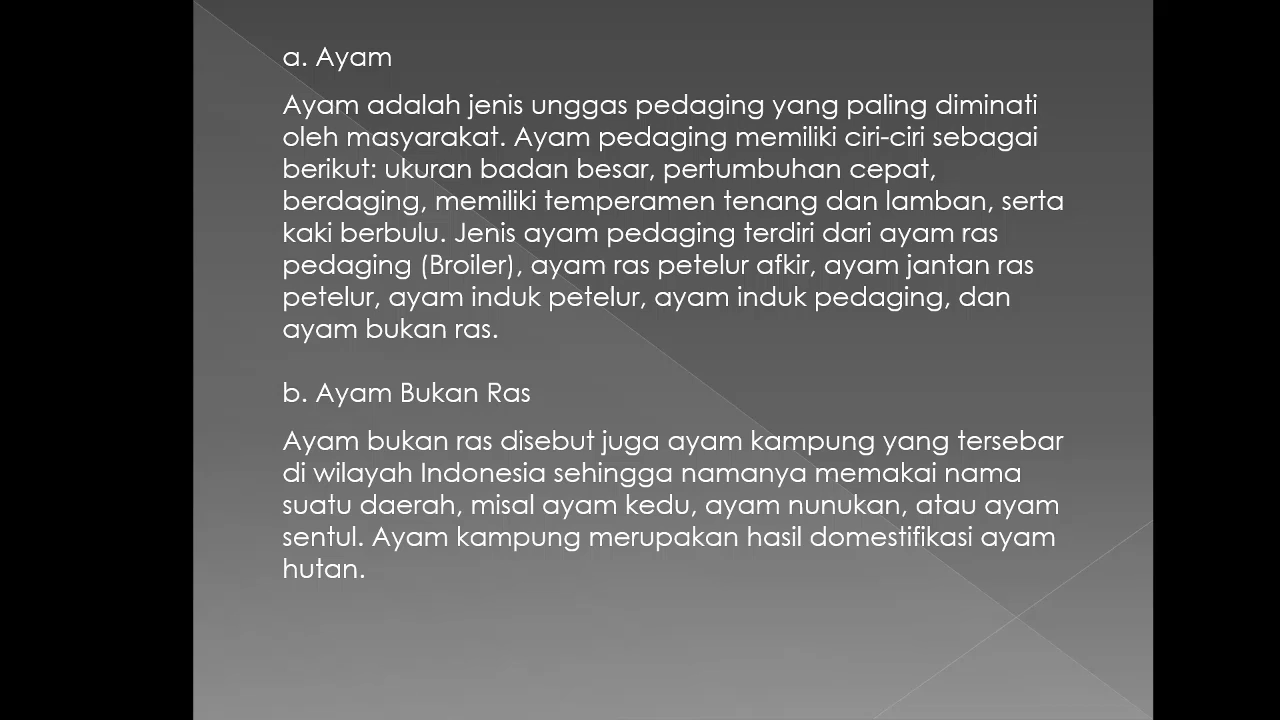 a. Ayam
Ayam adalah jenis unggas pedaging yang paling diminati
oleh masyarakat. Ayam pedaging memiliki ciri-ciri sebagai
berikut: ukuran badan besar, pertumbuhan cepat,
berdaging, memiliki temperamen tenang dan lamban, serta
kaki berbulu. Jenis ayam pedaging terdiri dari ayam ras
pedaging (Broiler), ayam ras petelur afkir, ayam jantan ras
petelur, ayam induk petelur, ayam induk pedaging, dan
ayam bukan ras.
b. Ayam Bukan Ras
Ayam bukan ras disebut juga ayam kampung yang tersebar
di wilayah Indonesia sehingga namanya memakai nama
suatu daerah, misal ayam kedu, ayam nunukan, atau ayam
sentul. Ayam kampung merupakan hasil domestifikasi ayam
hutan.